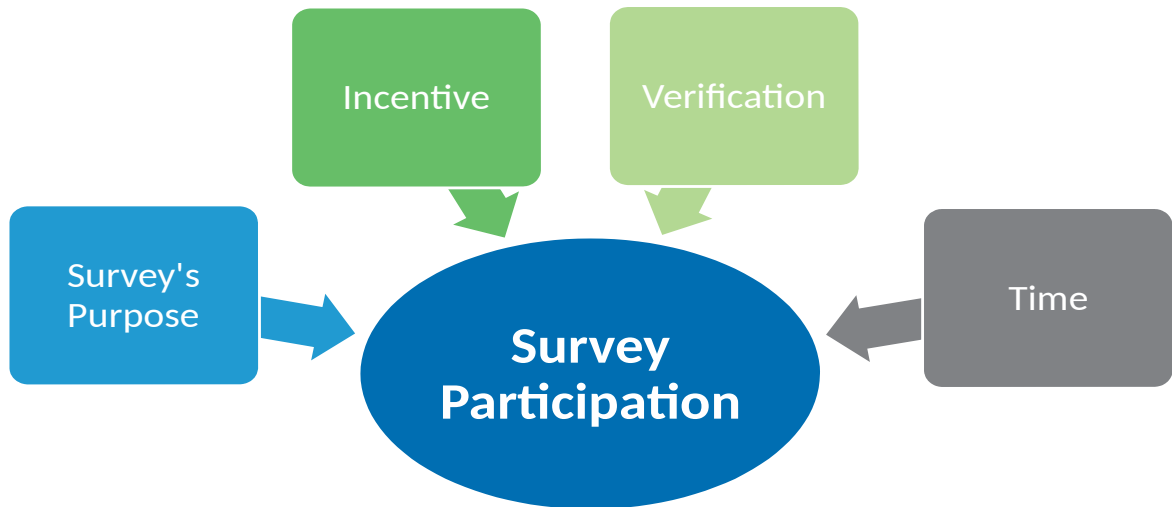 Incentive
Verification
Survey's
Purpose
Time
Survey
Participation